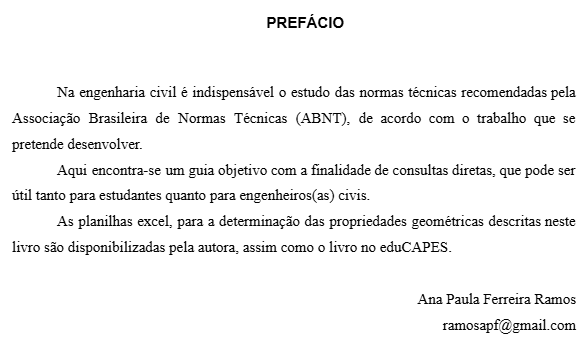 PREFÁCIO
Na engenharia civil é indispensável o estudo das normas técnicas recomendadas pela
Associação Brasileira de Normas Técnicas (ABNT), de acordo com o trabalho que se
pretende desenvolver.
Aqui encontra-se um guia objetivo com a finalidade de consultas diretas, que pode ser
útil tanto para estudantes quanto para engenheiros(as) civis.
As planilhas excel, para a determinação das propriedades geométricas descritas neste
livro são disponibilizadas pela autora, assim como o livro no eduCAPES.
Ana Paula Ferreira Ramos
ramosapf@gmail.com